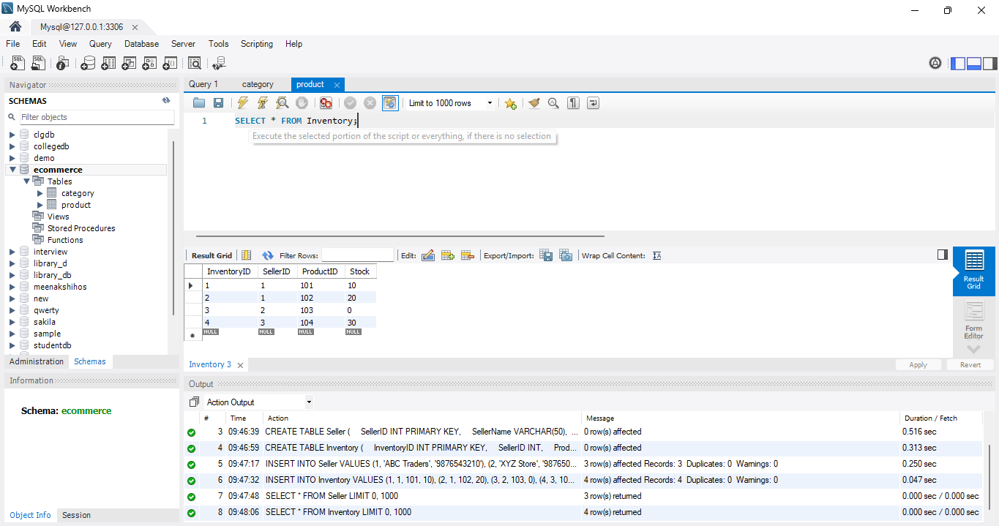 MySQL Workbench
Mysql@127.0.0.1:3306
File Edit View Query Database Server Tools Scripting Help
Navigator
SCHEMAS
Filter objects
clgdb
collegedb
demo
ecommerce
Tables
category
product
Views
Stored Procedures
Functions
interview
library_d
library_db
meenakshihos
new
qwerty
sakila
sample
studentdb
Administration Schemas
Information
Schema: ecommerce
Object Info Session
Query 1 category product
Limit to 1000 rows
1 SELECT * FROM Inventory;
Execute the selected portion of the script or everything, if there is no selection
Result Grid Filter Rows: Edit: Export/Import: Wrap Cell Content:
InventoryID SellerID ProductID Stock
1 1 101 10
2 1 102 20
3 2 103 0
4 3 104 30
NULL NULL NULL NULL
Result
Grid
Form
Editor
Inventory 3
Apply Revert
Output
Action Output
# Time Action Message Duration / Fetch
3 09:46:39 CREATE TABLE Seller ( SellerID INT PRIMARY KEY, SellerName VARCHAR(50), ... 0 row(s) affected 0.516 sec
4 09:46:59 CREATE TABLE Inventory ( InventoryID INT PRIMARY KEY, SellerID INT, Prod... 0 row(s) affected 0.313 sec
5 09:47:17 INSERT INTO Seller VALUES (1, 'ABC Traders', '9876543210'), (2, 'XYZ Store', '987650... 3 row(s) affected Records: 3 Duplicates: 0 Warnings: 0 0.250 sec
6 09:47:32 INSERT INTO Inventory VALUES (1, 1, 101, 10), (2, 1, 102, 20), (3, 2, 103, 0), (4, 3, 10... 4 row(s) affected Records: 4 Duplicates: 0 Warnings: 0 0.047 sec
7 09:47:48 SELECT * FROM Seller LIMIT 0, 1000 3 row(s) returned 0.000 sec / 0.000 sec
8 09:48:06 SELECT * FROM Inventory LIMIT 0, 1000 4 row(s) returned 0.000 sec / 0.000 sec